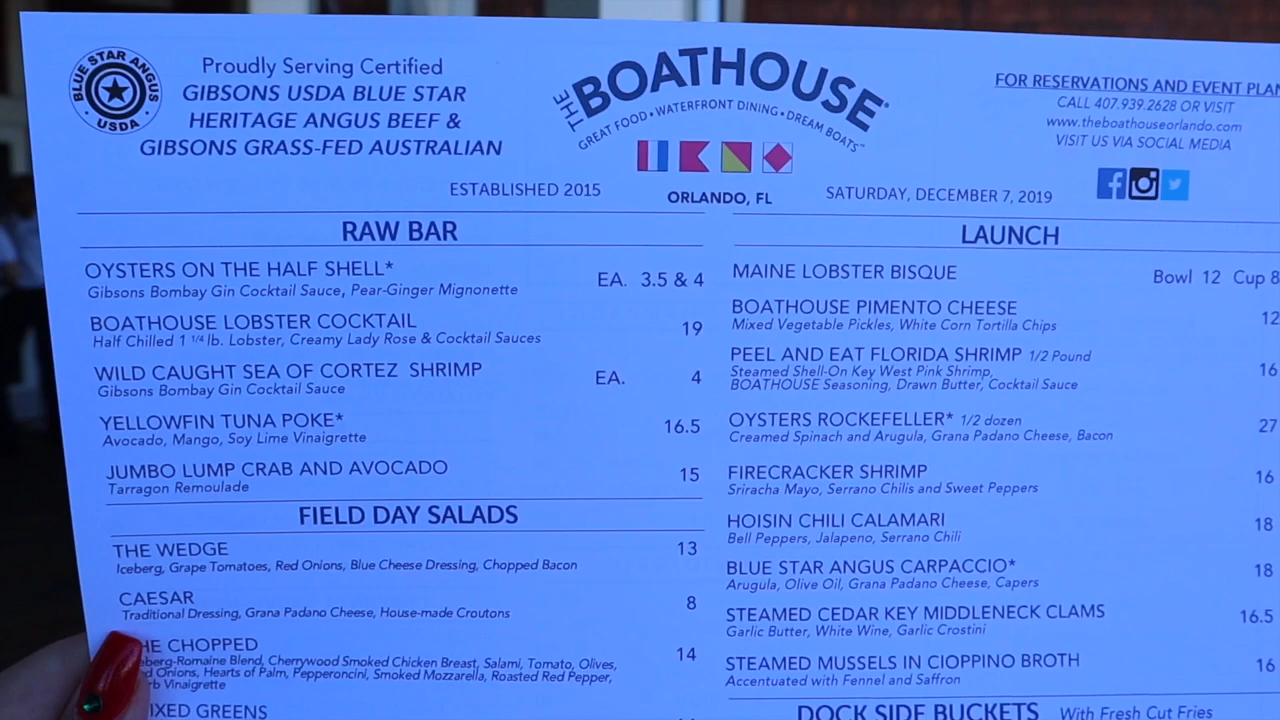 BLUE STAR ANGUS
USDA
Proudly Serving Certified
GIBSONS USDA BLUE STAR
HERITAGE ANGUS BEEF &
GIBSONS GRASS-FED AUSTRALIAN
THE BOATHOUSE
GREAT FOOD • WATERFRONT DINING • DREAM BOATS™
FOR RESERVATIONS AND EVENT PLAN
CALL 407.939.2628 OR VISIT
www.theboathouseorlando.com
VISIT US VIA SOCIAL MEDIA
ESTABLISHED 2015
ORLANDO, FL
SATURDAY, DECEMBER 7, 2019
RAW BAR
OYSTERS ON THE HALF SHELL* EA. 3.5 & 4
Gibsons Bombay Gin Cocktail Sauce, Pear-Ginger Mignonette
BOATHOUSE LOBSTER COCKTAIL 19
Half Chilled 1 1/4 lb. Lobster, Creamy Lady Rose & Cocktail Sauces
WILD CAUGHT SEA OF CORTEZ SHRIMP EA. 4
Gibsons Bombay Gin Cocktail Sauce
YELLOWFIN TUNA POKE* 16.5
Avocado, Mango, Soy Lime Vinaigrette
JUMBO LUMP CRAB AND AVOCADO 15
Tarragon Remoulade
FIELD DAY SALADS
THE WEDGE 13
Iceberg, Grape Tomatoes, Red Onions, Blue Cheese Dressing, Chopped Bacon
CAESAR 8
Traditional Dressing, Grana Padano Cheese, House-made Croutons
HE CHOPPED 14
eberg-Romaine Blend, Cherrywood Smoked Chicken Breast, Salami, Tomato, Olives,
d Onions, Hearts of Palm, Pepperoncini, Smoked Mozzarella, Roasted Red Pepper,
rb Vinaigrette
IXED GREENS
LAUNCH
MAINE LOBSTER BISQUE Bowl 12 Cup 8
BOATHOUSE PIMENTO CHEESE 12
Mixed Vegetable Pickles, White Corn Tortilla Chips
PEEL AND EAT FLORIDA SHRIMP 1/2 Pound 16
Steamed Shell-On Key West Pink Shrimp,
BOATHOUSE Seasoning, Drawn Butter, Cocktail Sauce
OYSTERS ROCKEFELLER* 1/2 dozen 27
Creamed Spinach and Arugula, Grana Padano Cheese, Bacon
FIRECRACKER SHRIMP 16
Sriracha Mayo, Serrano Chilis and Sweet Peppers
HOISIN CHILI CALAMARI 18
Bell Peppers, Jalapeno, Serrano Chili
BLUE STAR ANGUS CARPACCIO* 18
Arugula, Olive Oil, Grana Padano Cheese, Capers
STEAMED CEDAR KEY MIDDLENECK CLAMS 16.5
Garlic Butter, White Wine, Garlic Crostini
STEAMED MUSSELS IN CIOPPINO BROTH 16
Accentuated with Fennel and Saffron
DOCK SIDE BUCKETS With Fresh Cut Fries